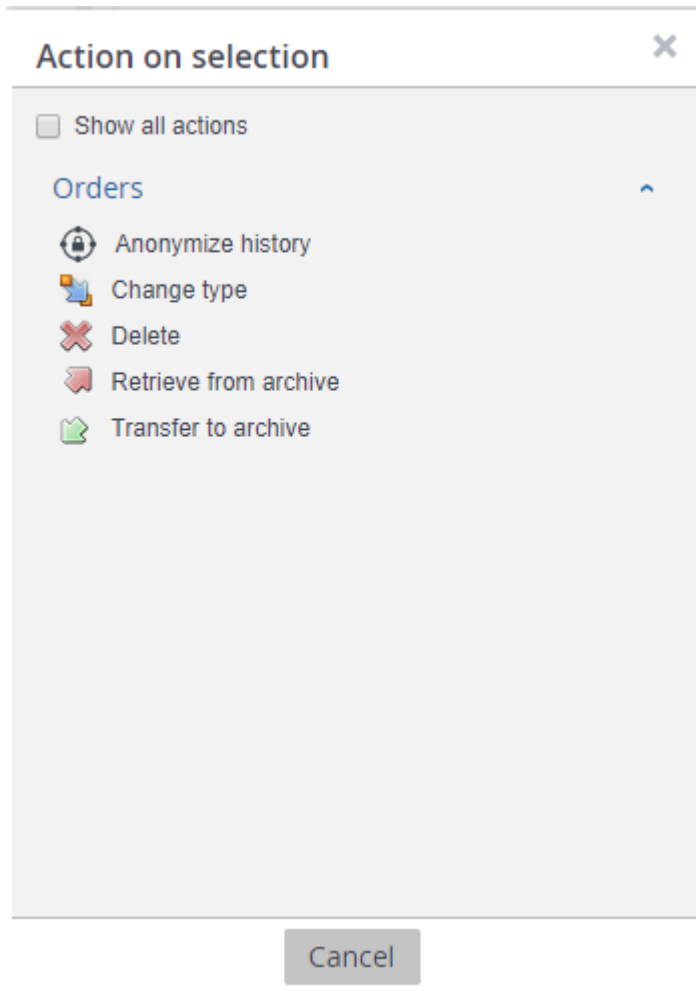 Action on selection
Show all actions
Orders
Anonymize history
Change type
Delete
Retrieve from archive
Transfer to archive
Cancel